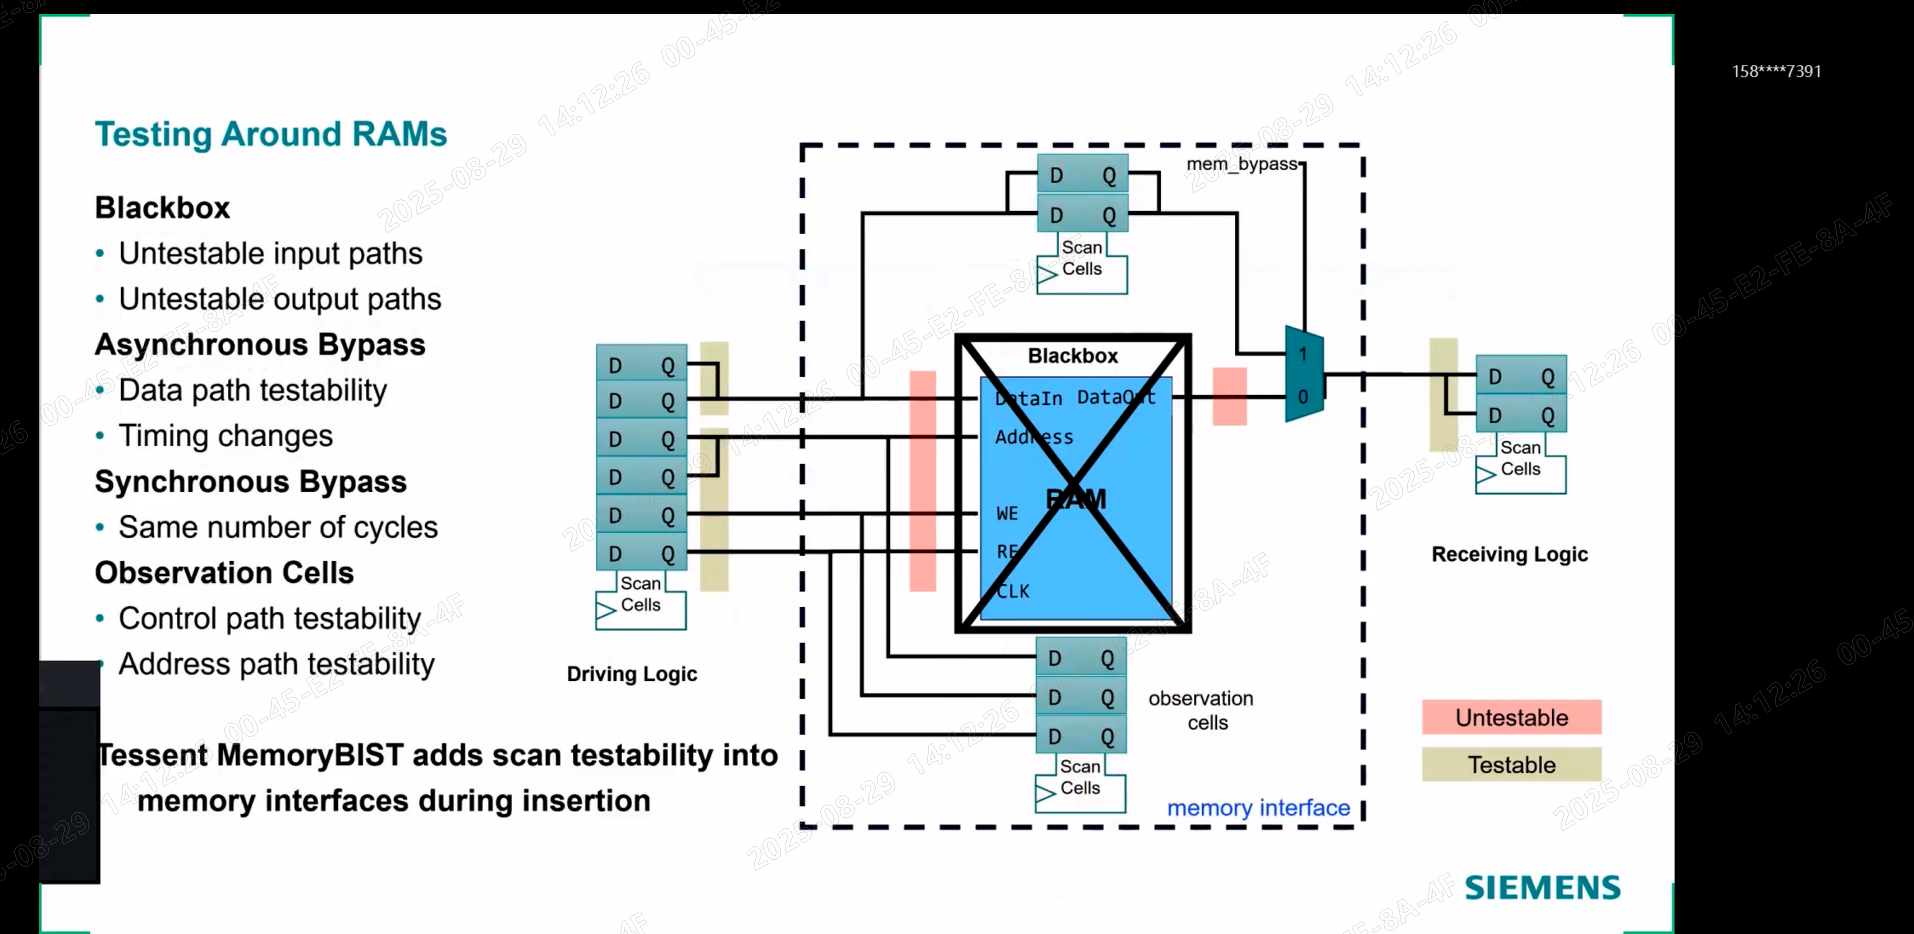 158****7391
Testing Around RAMs
Blackbox
• Untestable input paths
• Untestable output paths
Asynchronous Bypass
• Data path testability
• Timing changes
Synchronous Bypass
• Same number of cycles
Observation Cells
• Control path testability
• Address path testability
Tessent MemoryBIST adds scan testability into
memory interfaces during insertion
mem_bypass
D Q
D Q
Scan
Cells
D Q
D Q
D Q
D Q
D Q
D Q
Scan
Cells
Driving Logic
Blackbox
DataIn DataOut
Address
RAM
WE
RE
CLK
1
0
D Q
D Q
Scan
Cells
Receiving Logic
D Q
D Q
D Q
Scan
Cells
observation
cells
memory interface
Untestable
Testable
SIEMENS
2025-08-29 14:12:26 00-45-E2-FE-8A-4F